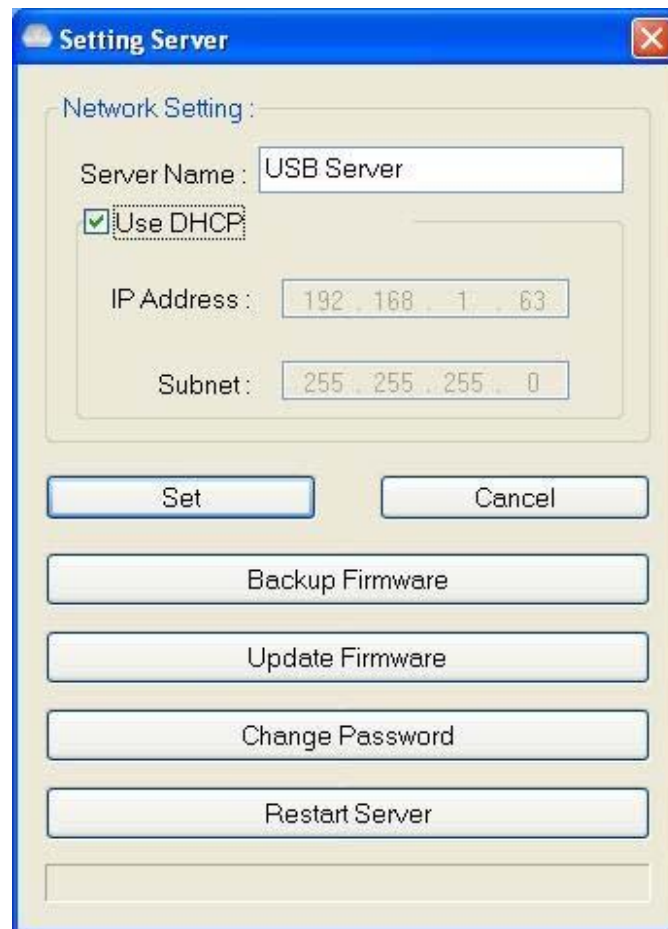 Setting Server
Network Setting :
Server Name : USB Server
Use DHCP
IP Address : 192 . 168 . 1 . 63
Subnet : 255 . 255 . 255 . 0
Set Cancel
Backup Firmware
Update Firmware
Change Password
Restart Server